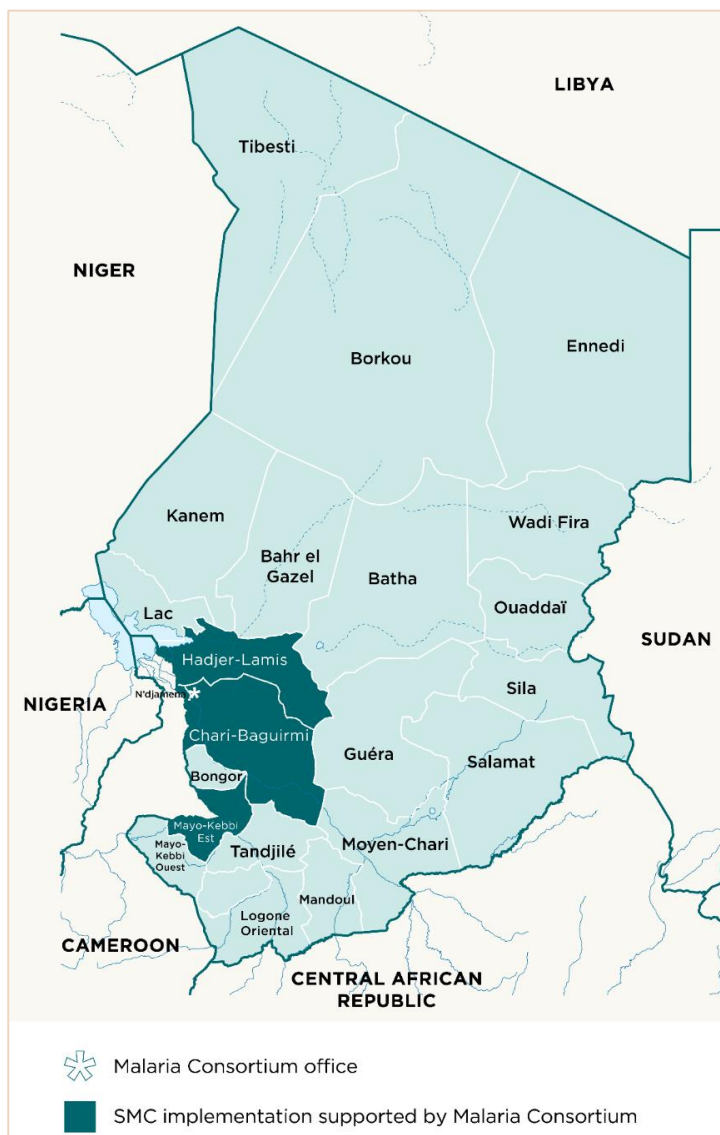 LIBYA
Tibesti
NIGER
Ennedi
Borkou
Kanem
Wadi Fira
Bahr el
Gazel
Batha
Ouaddaï
Lac
SUDAN
Hadjer-Lamis
Sila
N'djamena
NIGERIA
Chari-Baguirmi
Guéra
Salamat
Bongor
Mayo-Kebbi
Est
Mayo-
Kebbi
Ouest
Tandjilé
Moyen-Chari
Mandoul
Logone
Oriental
CAMEROON
CENTRAL AFRICAN
REPUBLIC
Malaria Consortium office
SMC implementation supported by Malaria Consortium